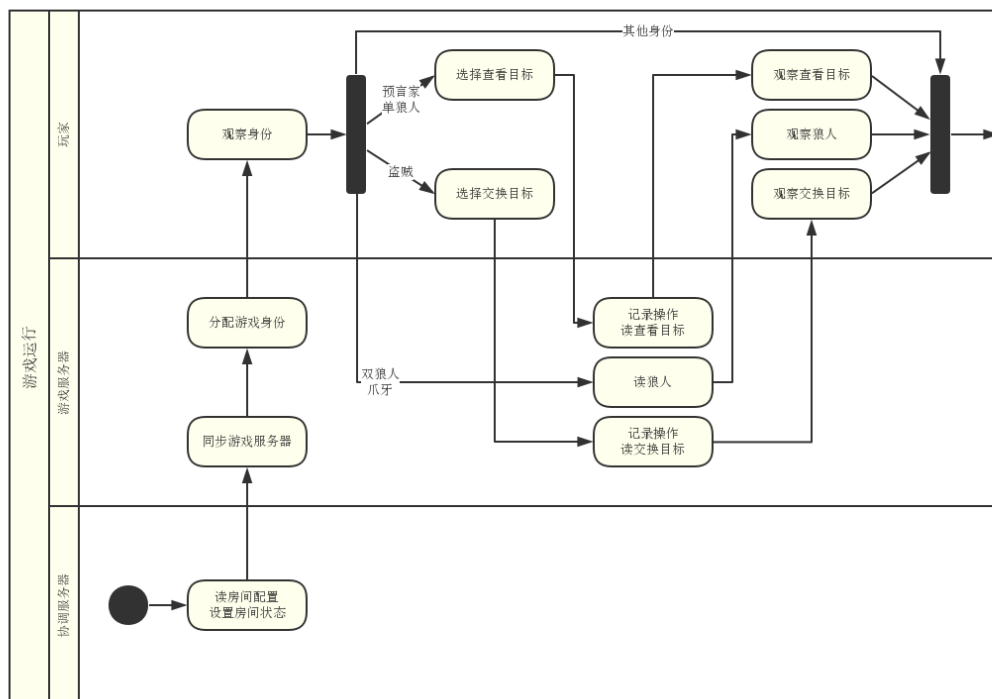 游戏运行
玩家
其他身份
选择查看目标
观察查看目标
预言家
单狼人
观察身份
观察狼人
盗贼
选择交换目标
观察交换目标
游戏服务器
分配游戏身份
记录操作
读查看目标
双狼人
爪牙
读狼人
同步游戏服务器
记录操作
读交换目标
协调服务器
读房间配置
设置房间状态